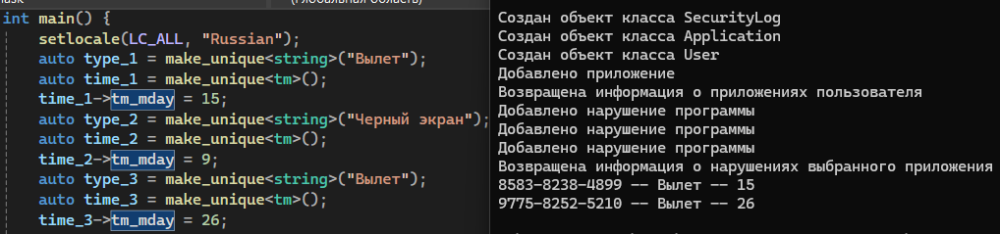 ask
(Глобальная область)
int main() {
setlocale(LC_ALL, "Russian");
auto type_1 = make_unique<string>("Вылет");
auto time_1 = make_unique<tm>();
time_1->tm_mday = 15;
auto type_2 = make_unique<string>("Черный экран");
auto time_2 = make_unique<tm>();
time_2->tm_mday = 9;
auto type_3 = make_unique<string>("Вылет");
auto time_3 = make_unique<tm>();
time_3->tm_mday = 26;
Создан объект класса SecurityLog
Создан объект класса Application
Создан объект класса User
Добавлено приложение
Возвращена информация о приложениях пользователя
Добавлено нарушение программы
Добавлено нарушение программы
Добавлено нарушение программы
Возвращена информация о нарушениях выбранного приложения
8583-8238-4899 -- Вылет -- 15
9775-8252-5210 -- Вылет -- 26